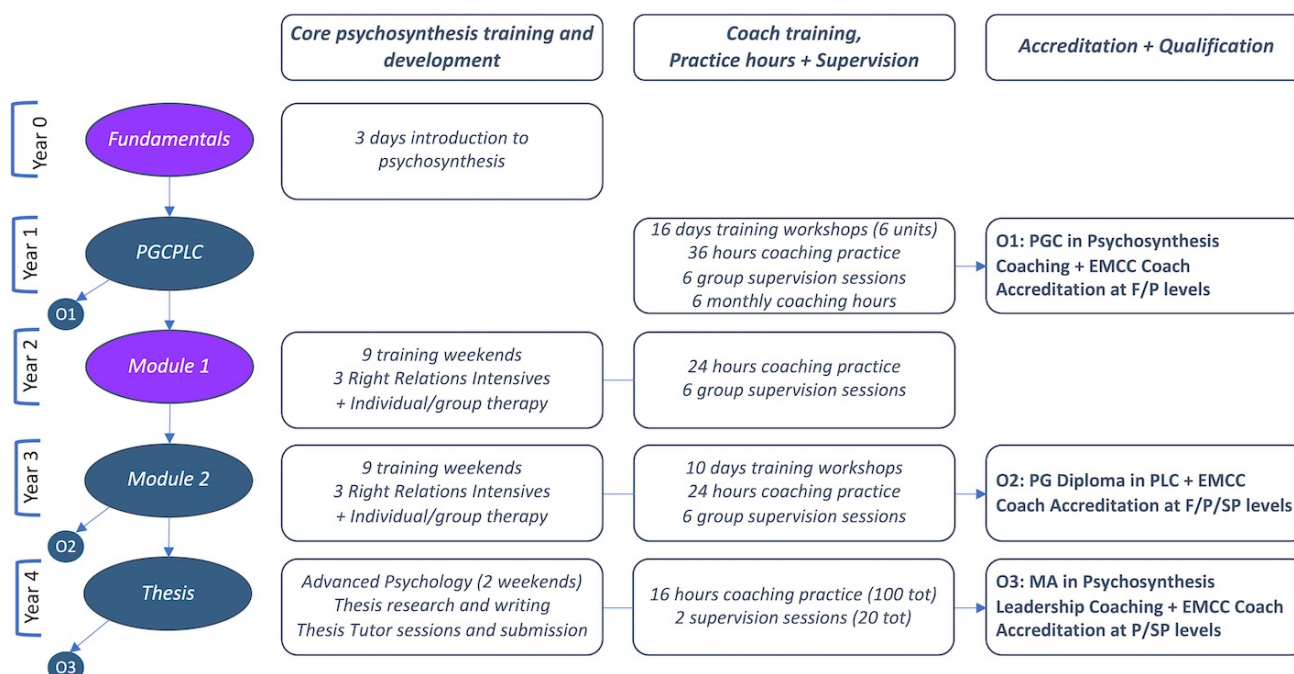 Core psychosynthesis training and
development
Coach training,
Practice hours + Supervision
Accreditation + Qualification
Year 0
Fundamentals
3 days introduction to
psychosynthesis
Year 1
PGCPLC
O1
16 days training workshops (6 units)
36 hours coaching practice
6 group supervision sessions
6 monthly coaching hours
O1: PGC in Psychosynthesis
Coaching + EMCC Coach
Accreditation at F/P levels
Year 2
Module 1
9 training weekends
3 Right Relations Intensives
+ Individual/group therapy
24 hours coaching practice
6 group supervision sessions
Year 3
Module 2
O2
9 training weekends
3 Right Relations Intensives
+ Individual/group therapy
10 days training workshops
24 hours coaching practice
6 group supervision sessions
O2: PG Diploma in PLC + EMCC
Coach Accreditation at F/P/SP levels
Year 4
Thesis
O3
Advanced Psychology (2 weekends)
Thesis research and writing
Thesis Tutor sessions and submission
16 hours coaching practice (100 tot)
2 supervision sessions (20 tot)
O3: MA in Psychosynthesis
Leadership Coaching + EMCC Coach
Accreditation at P/SP levels